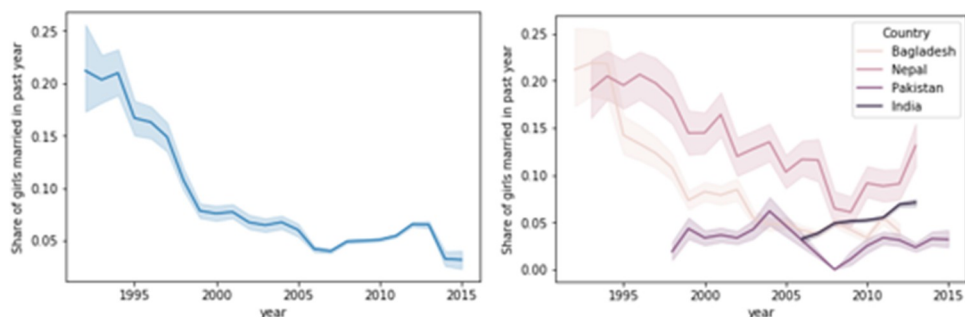 0.25
0.20
0.15
0.10
0.05
Share of girls married in past year
1995
2000
2005
2010
2015
year
0.25
0.20
0.15
0.10
0.05
0.00
Share of girls married in past year
1995
2000
2005
2010
2015
year
Country
Bagladesh
Nepal
Pakistan
India